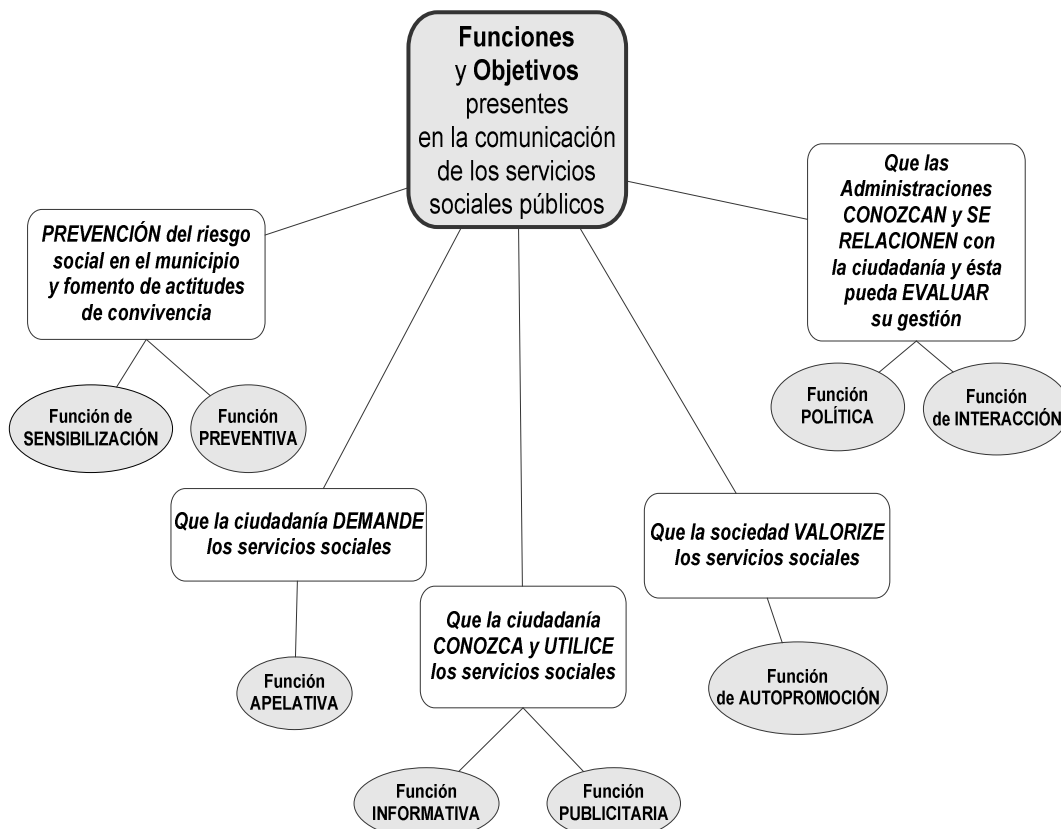 Funciones
y Objetivos
presentes
en la comunicación
de los servicios
sociales públicos
PREVENCIÓN del riesgo
social en el municipio
y fomento de actitudes
de convivencia
Que las
Administraciones
CONOZCAN y SE
RELACIONEN con
la ciudadanía y ésta
pueda EVALUAR
su gestión
Función de
SENSIBILIZACIÓN
Función
PREVENTIVA
Función
POLÍTICA
Función
de INTERACCIÓN
Que la ciudadanía DEMANDE
los servicios sociales
Que la sociedad VALORIZE
los servicios sociales
Que la ciudadanía
CONOZCA y UTILICE
los servicios sociales
Función
APELATIVA
Función
de AUTOPROMOCIÓN
Función
INFORMATIVA
Función
PUBLICITARIA